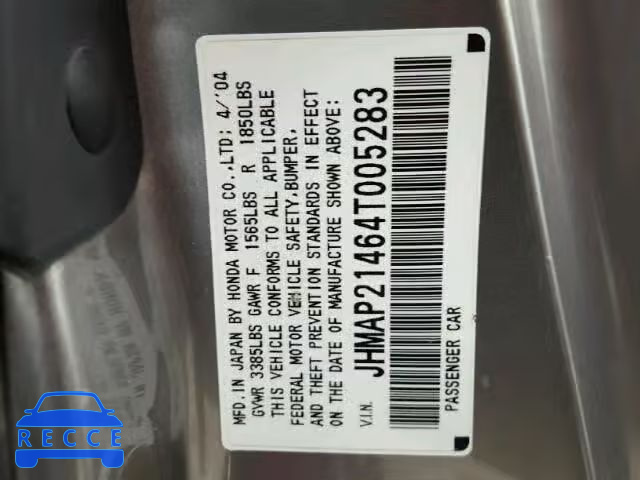 MFD. IN JAPAN BY HONDA MOTOR CO.,LTD; 4/'04
GVWR 3385LBS GAWR F 1565LBS R 1850LBS
THIS VEHICLE CONFORMS TO ALL APPLICABLE
FEDERAL MOTOR VEHICLE SAFETY,BUMPER,
AND THEFT PREVENTION STANDARDS IN EFFECT
ON THE DATE OF MANUFACTURE SHOWN ABOVE:
V.I.N. JHMAP21464T005283
PASSENGER CAR
RECCE